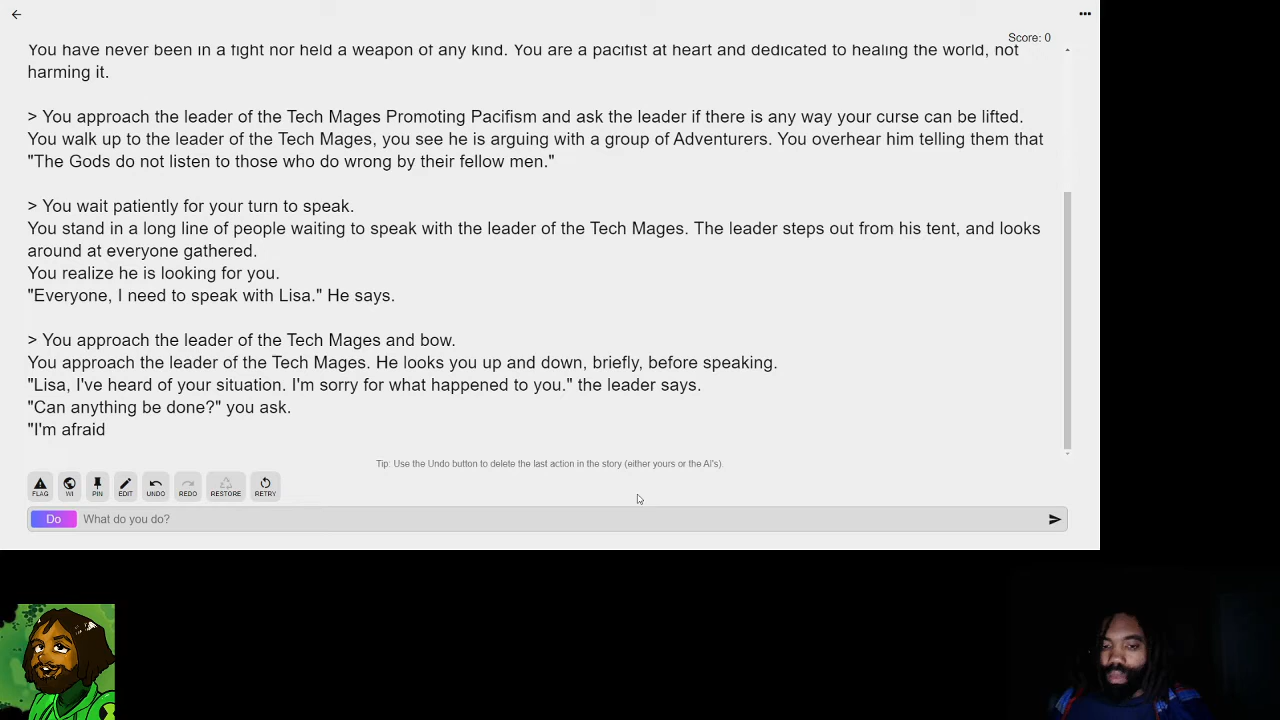 Score: 0
You have never been in a fight nor held a weapon of any kind. You are a pacifist at heart and dedicated to healing the world, not
harming it.
> You approach the leader of the Tech Mages Promoting Pacifism and ask the leader if there is any way your curse can be lifted.
You walk up to the leader of the Tech Mages, you see he is arguing with a group of Adventurers. You overhear him telling them that
"The Gods do not listen to those who do wrong by their fellow men."
> You wait patiently for your turn to speak.
You stand in a long line of people waiting to speak with the leader of the Tech Mages. The leader steps out from his tent, and looks
around at everyone gathered.
You realize he is looking for you.
"Everyone, I need to speak with Lisa." He says.
> You approach the leader of the Tech Mages and bow.
You approach the leader of the Tech Mages. He looks you up and down, briefly, before speaking.
"Lisa, I've heard of your situation. I'm sorry for what happened to you." the leader says.
"Can anything be done?" you ask.
"I'm afraid
Tip: Use the Undo button to delete the last action in the story (either yours or the AI's).
FLAG WI PIN EDIT UNDO REDO RESTORE RETRY
Do What do you do?